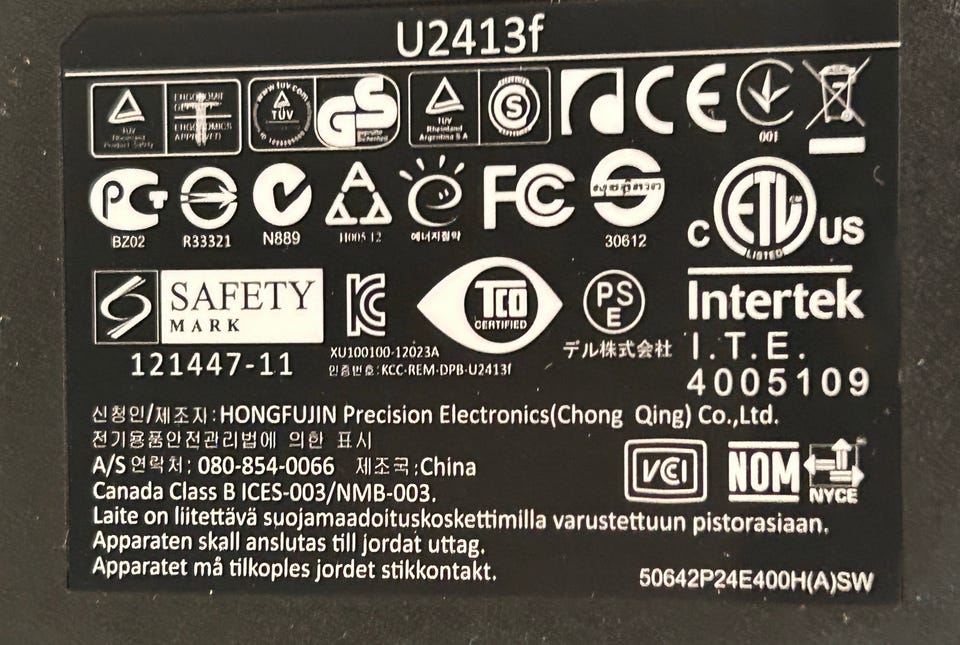 U2413f
TÜV Rheinland Product Safety
ERGONOMICS APPROVED
www.tuv.com
TÜV
GS
geprüfte Sicherheit
TÜV Rheinland Argentina S A
S
CE
001
BZ02
R33321
N889
에너지절약
FC
30612
C ETL US
LISTED
SAFETY
MARK
121447-11
TCO
CERTIFIED
PS
E
Intertek
I.T.E.
4005109
XU100100-12023A
인증번호:KCC-REM-DPB-U2413f
デル株式会社
신청인/제조자:HONGFUJIN Precision Electronics(Chong Qing) Co.,Ltd.
전기용품안전관리법에 의한 표시
A/S연락처: 080-854-0066 제조국:China
Canada Class B ICES-003/NMB-003.
VCI
NOM
NYCE
Laite on liitettävä suojamaadoituskoskettimilla varustettuun pistorasiaan.
Apparaten skall anslutas till jordat uttag.
Apparatet må tilkoples jordet stikkontakt.
50642P24E400H(A)SW